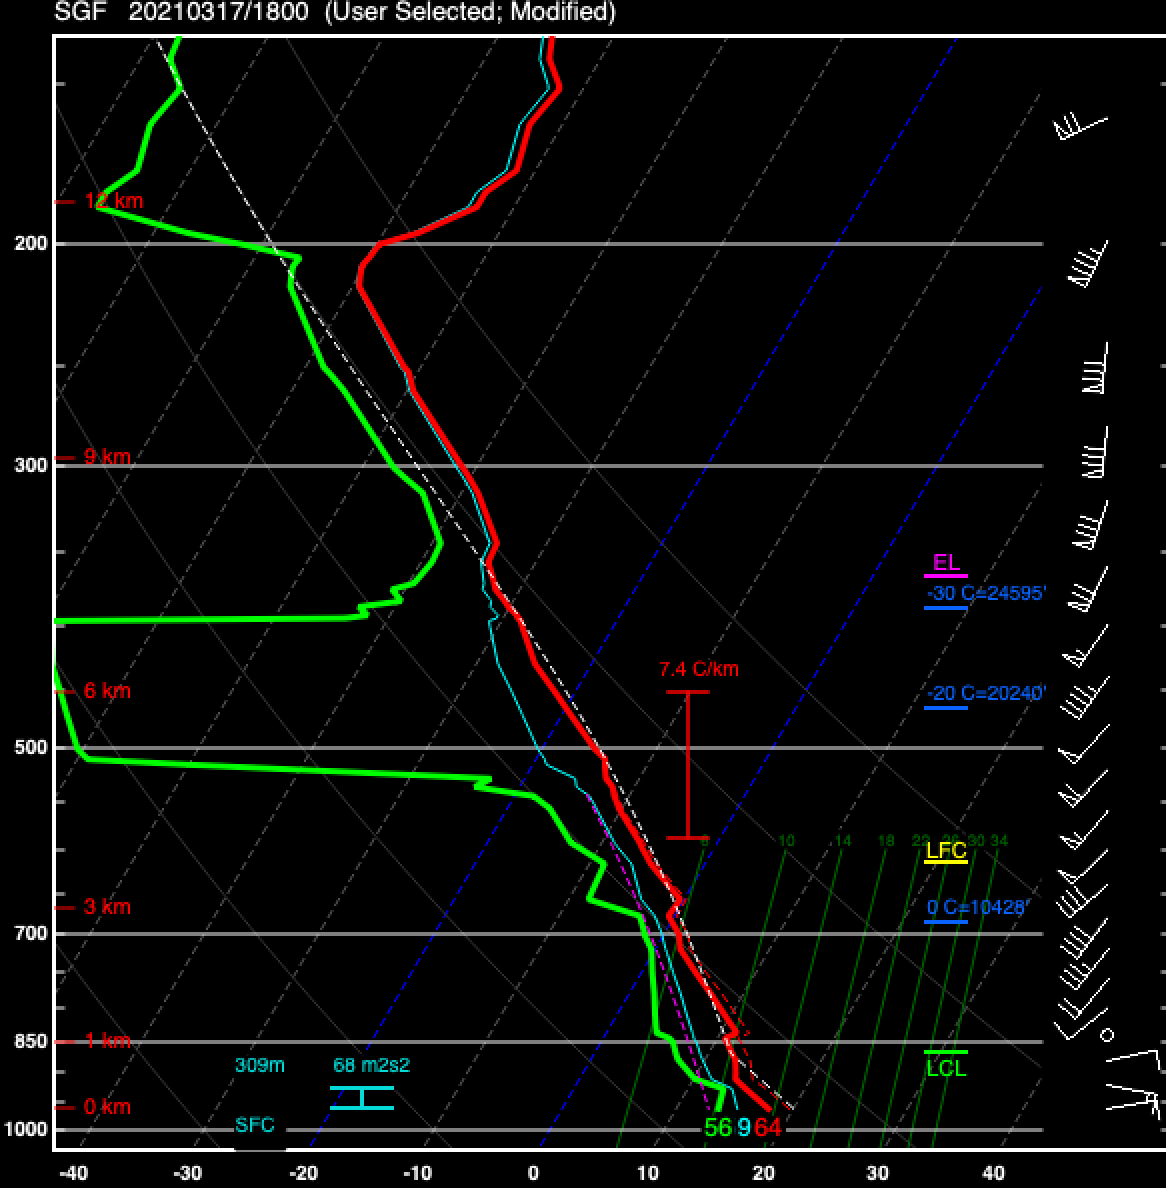 SGF 20210317/1800 (User Selected; Modified)
12 km
200
9 km
300
EL
-30 C=24595'
7.4 C/km
6 km
-20 C=20240'
500
10 14 18 30 34
LFC
3 km
0 C=10428'
700
850
1 km
309m 68 m2s2
LCL
0 km
SFC
56 9 64
1000
-40 -30 -20 -10 0 10 20 30 40